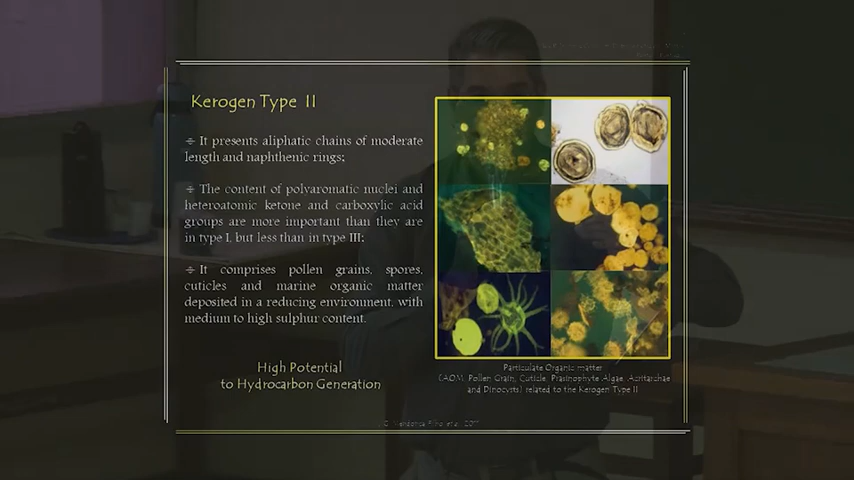 Kerogen Type II
÷ It presents aliphatic chains of moderate
length and naphthenic rings;
÷ The content of polyaromatic nuclei and
heteroatomic ketone and carboxylic acid
groups are more important than they are
in type I, but less than in type III;
÷ It comprises pollen grains, spores,
cuticles and marine organic matter
deposited in a reducing environment, with
medium to high sulphur content.
High Potential
to Hydrocarbon Generation
Particulate Organic matter
(AOM, Pollen Grain, Cuticle, Prasinophyte Algae, Acritarchs
and Dinocysts) related to the Kerogen Type II